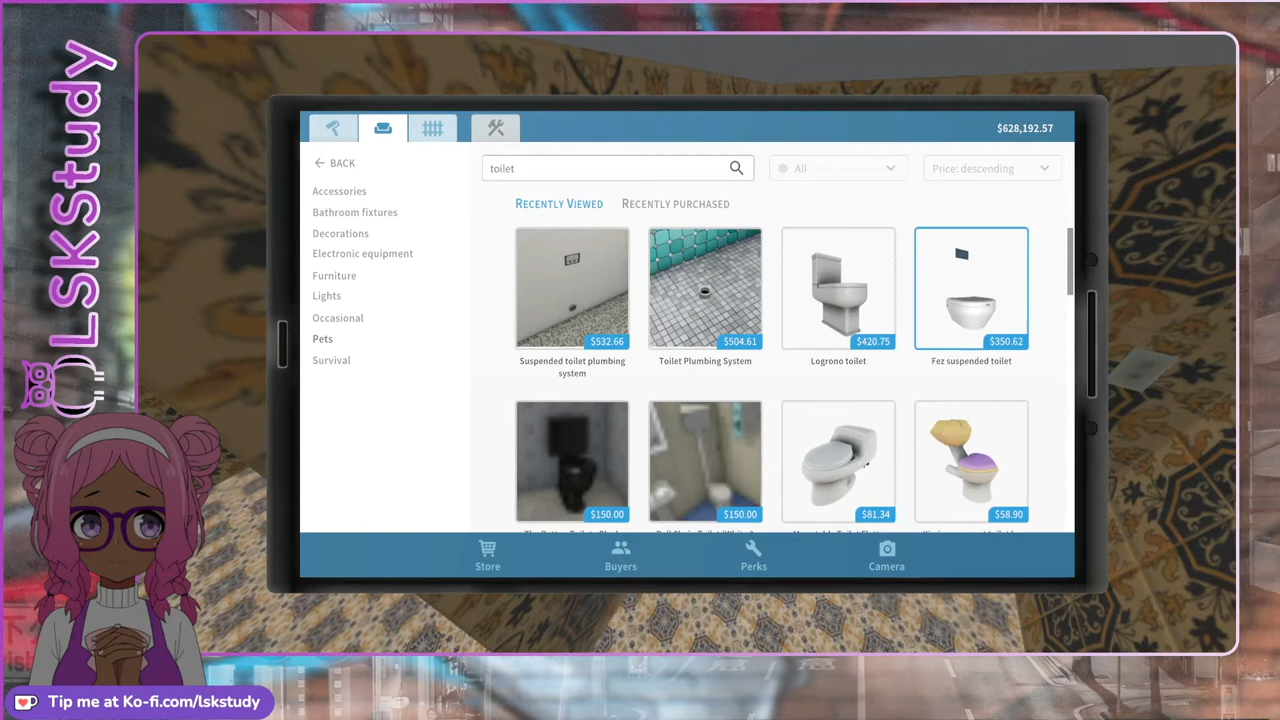 LSKStudy
$628,192.57
BACK
toilet
All
Price: descending
Accessories
Bathroom fixtures
Decorations
Electronic equipment
Furniture
Lights
Occasional
Pets
Survival
RECENTLY VIEWED
RECENTLY PURCHASED
$532.66
$504.61
$420.75
$350.62
Suspended toilet plumbing
system
Toilet Plumbing System
Logrono toilet
Fez suspended toilet
$150.00
$150.00
$81.34
$58.90
Store
Buyers
Perks
Camera
Tip me at Ko-fi.com/lskstudy